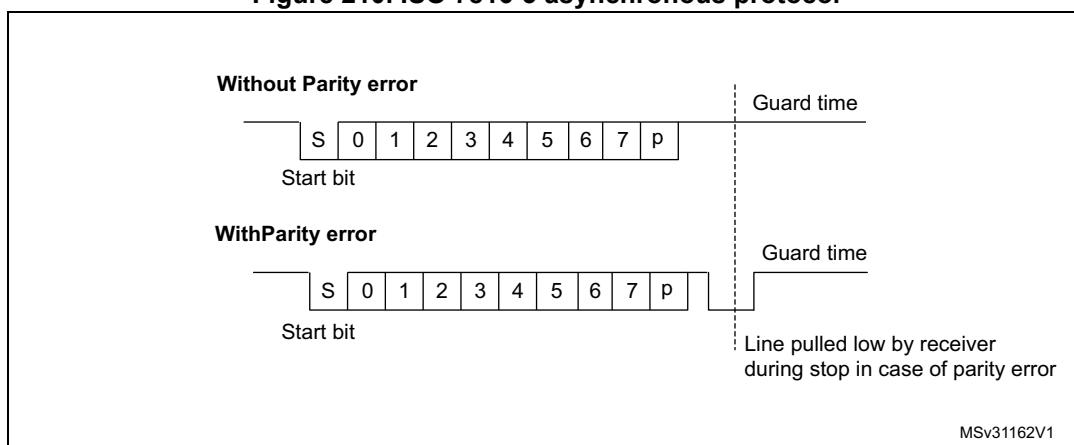 Without Parity error
Guard time
S 0 1 2 3 4 5 6 7 p
Start bit
WithParity error
Guard time
S 0 1 2 3 4 5 6 7 p
Start bit
Line pulled low by receiver
during stop in case of parity error
MSv31162V1